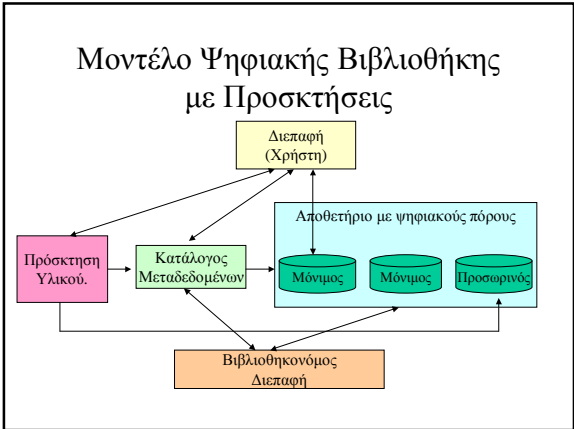 Μοντέλο Ψηφιακής Βιβλιοθήκης
με Προσκτήσεις
Διεπαφή
(Χρήστη)
Αποθετήριο με ψηφιακούς πόρους
Πρόσκτηση
Υλικού.
Κατάλογος
Μεταδεδομένων
Μόνιμος
Μόνιμος
Προσωρινός
Βιβλιοθηκονόμος
Διεπαφή